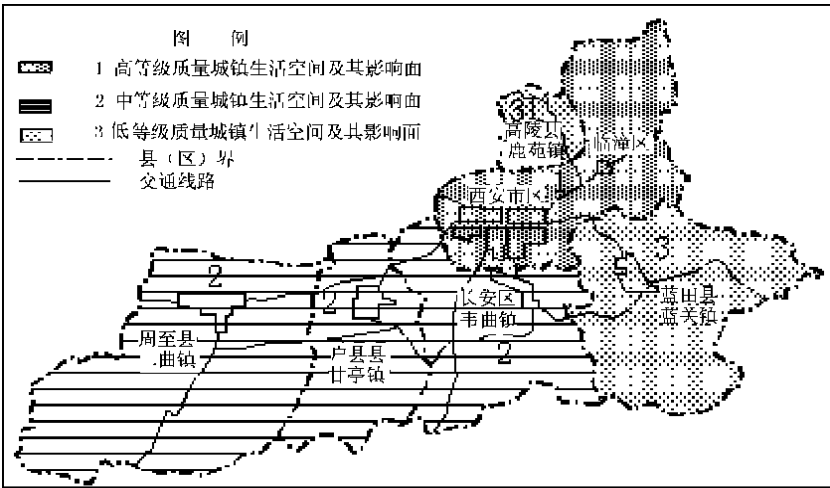 图 例
1 高等级质量城镇生活空间及其影响面
2 中等级质量城镇生活空间及其影响面
3 低等级质量城镇生活空间及其影响面
县（区）界
交通线路
31
高陵县
鹿苑镇
临潼区
西安市区
3
2
2
长安区
韦曲镇
蓝田县
蓝关镇
周至县
曲镇
户县县
甘亭镇
2